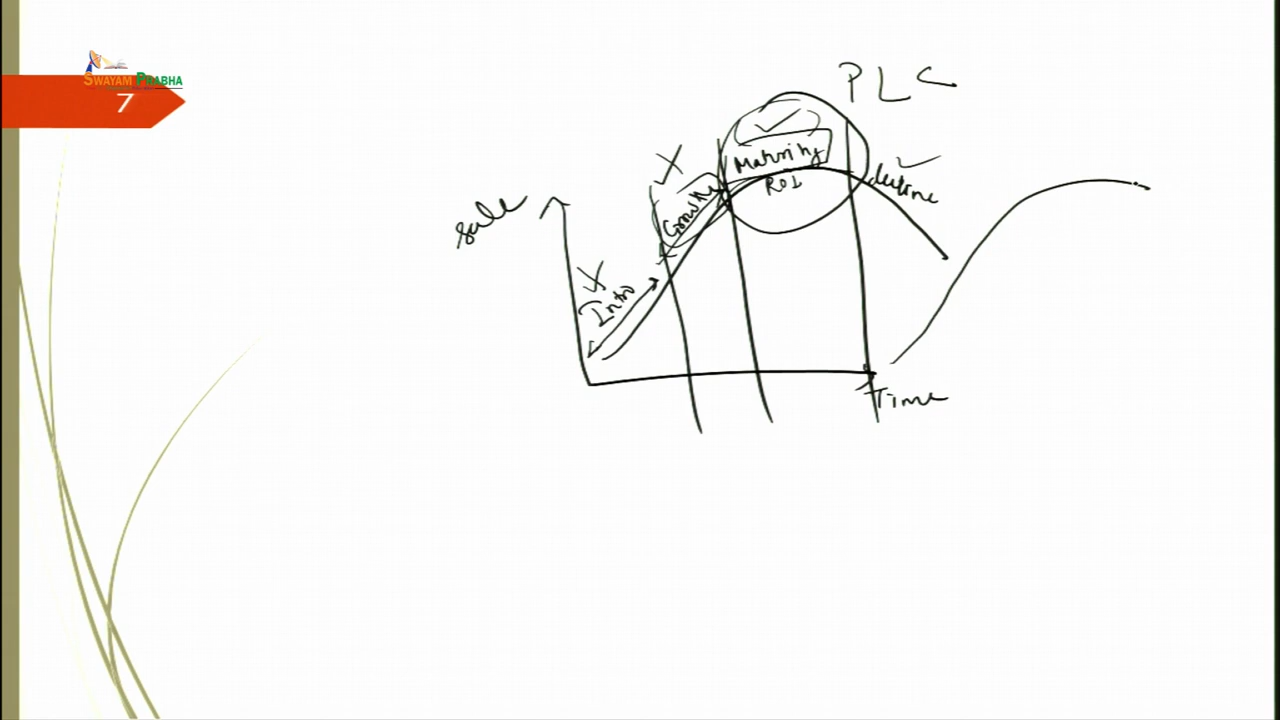 SWAYAM PRABHA
7
PLC
Maturity
ROI
Growth
decline
sale
Intro
Time